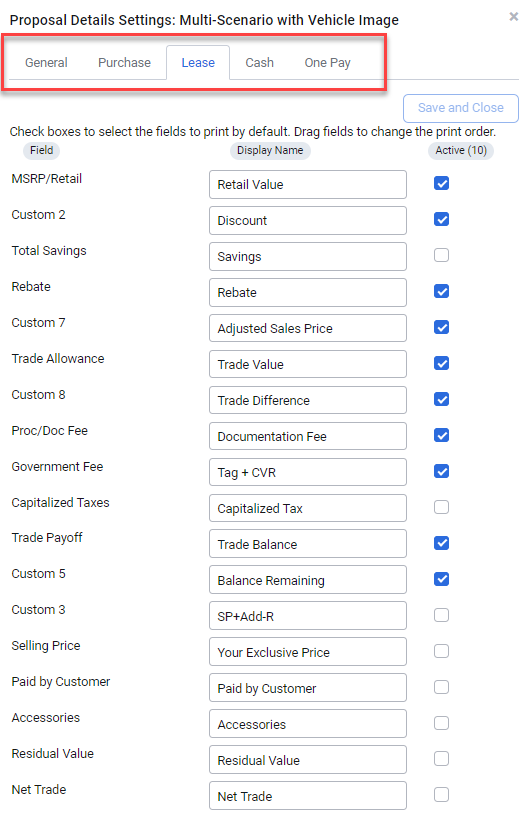 Proposal Details Settings: Multi-Scenario with Vehicle Image
General Purchase Lease Cash One Pay
Save and Close
Check boxes to select the fields to print by default. Drag fields to change the print order.
Field Display Name Active (10)
MSRP/Retail Retail Value
Custom 2 Discount
Total Savings Savings
Rebate Rebate
Custom 7 Adjusted Sales Price
Trade Allowance Trade Value
Custom 8 Trade Difference
Proc/Doc Fee Documentation Fee
Government Fee Tag + CVR
Capitalized Taxes Capitalized Tax
Trade Payoff Trade Balance
Custom 5 Balance Remaining
Custom 3 SP+Add-R
Selling Price Your Exclusive Price
Paid by Customer Paid by Customer
Accessories Accessories
Residual Value Residual Value
Net Trade Net Trade